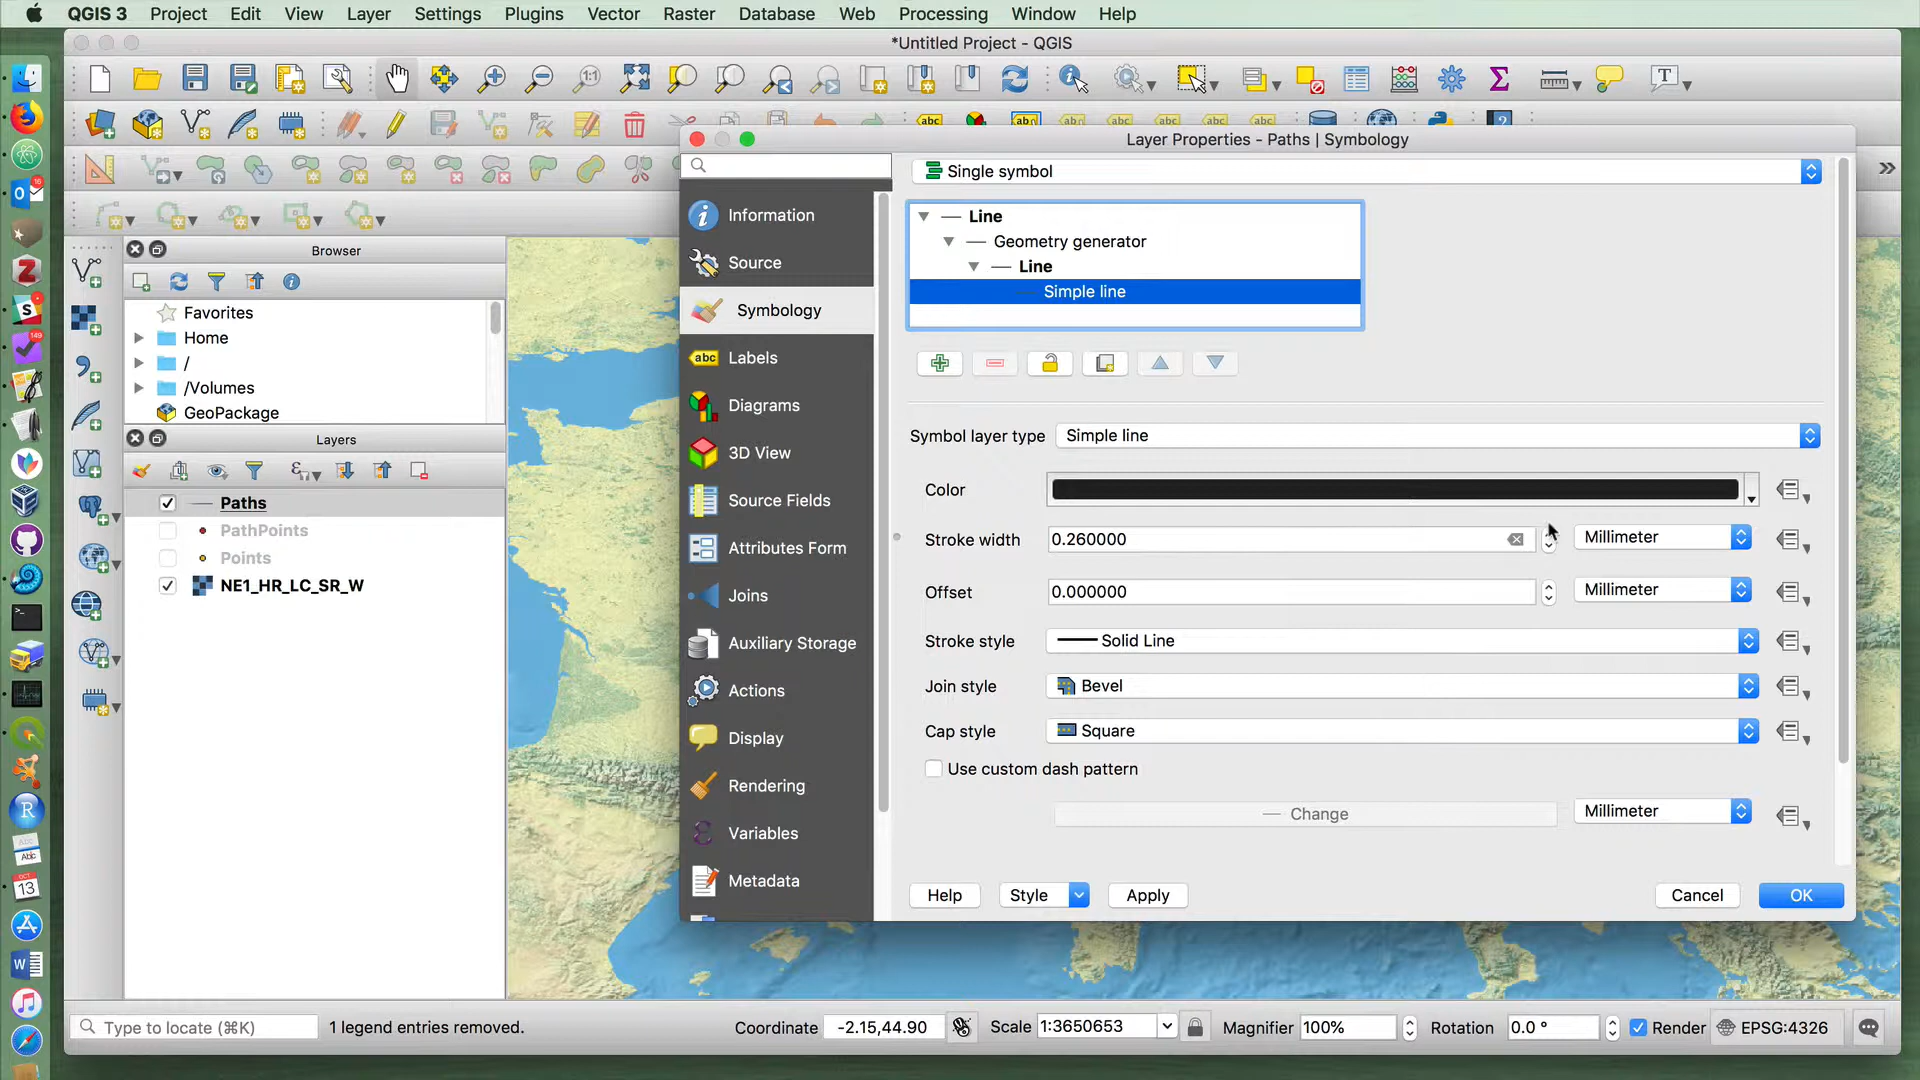 QGIS 3 Project Edit View Layer Settings Plugins Vector Raster Database Web Processing Window Help
*Untitled Project - QGIS
Layer Properties - Paths | Symbology
Single symbol
Information
Source
Symbology
Labels
Diagrams
3D View
Source Fields
Attributes Form
Joins
Auxiliary Storage
Actions
Display
Rendering
Variables
Metadata
Line
Geometry generator
Line
Simple line
Symbol layer type Simple line
Color
Stroke width 0.260000 Millimeter
Offset 0.000000 Millimeter
Stroke style Solid Line
Join style Bevel
Cap style Square
Use custom dash pattern
Change Millimeter
Help Style Apply Cancel OK
Browser
Favorites
Home
/
/Volumes
GeoPackage
Layers
Paths
PathPoints
Points
NE1_HR_LC_SR_W
Type to locate (⌘K) 1 legend entries removed. Coordinate -2.15,44.90 Scale 1:3650653 Magnifier 100% Rotation 0.0 ° Render EPSG:4326